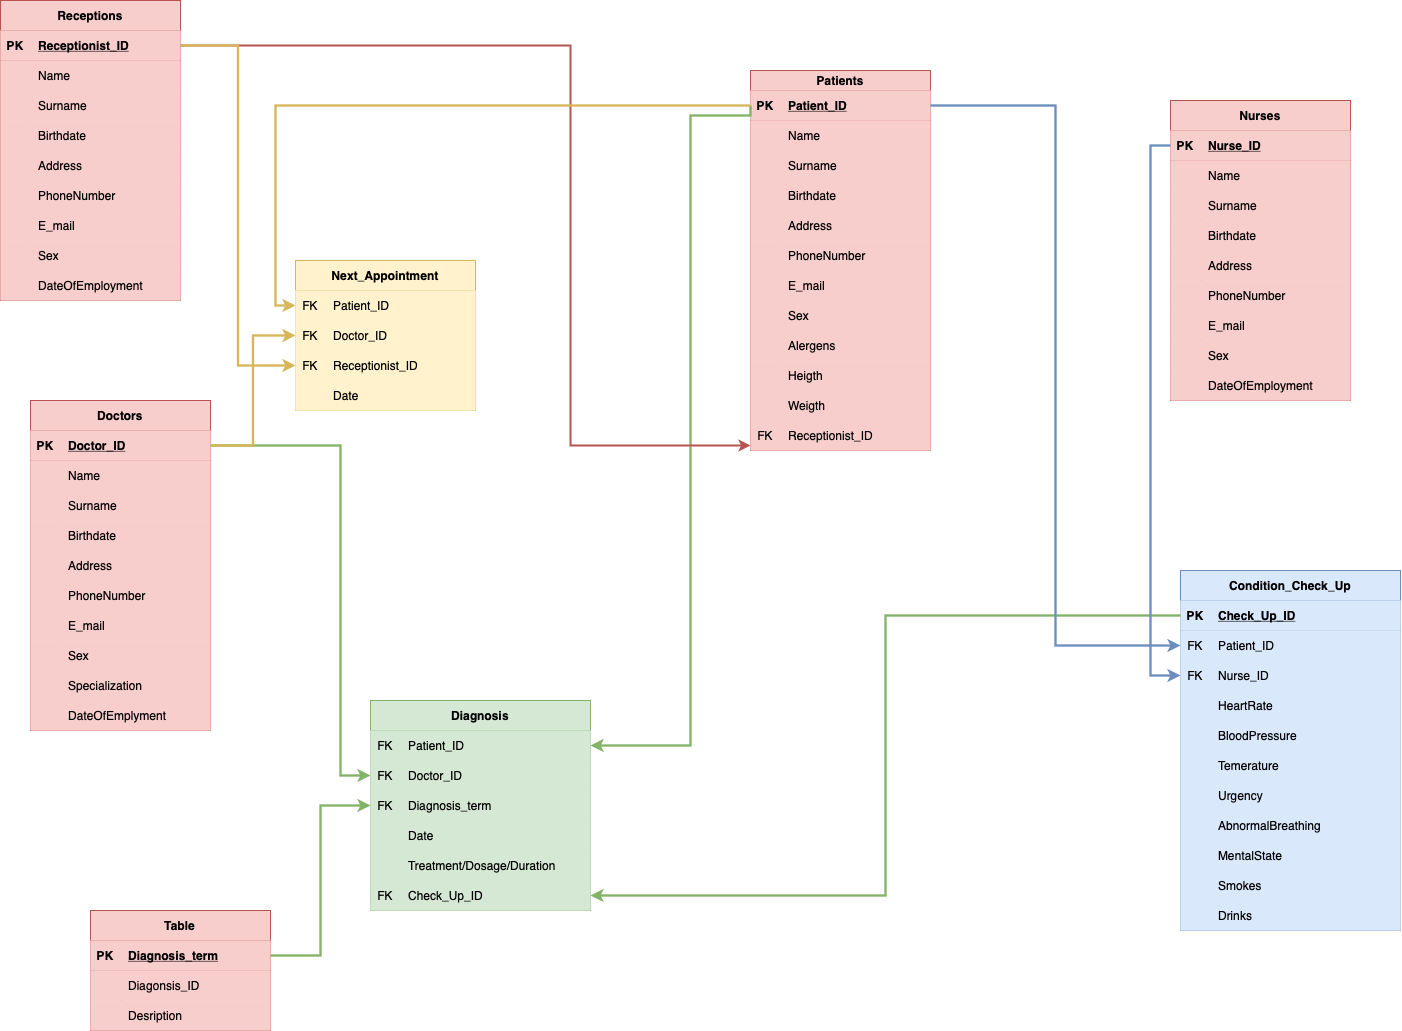 Receptions
PK Receptionist_ID
Name
Surname
Birthdate
Address
PhoneNumber
E_mail
Sex
DateOfEmployment
Patients
PK Patient_ID
Name
Surname
Birthdate
Address
PhoneNumber
E_mail
Sex
Alergens
Heigth
Weigth
FK Receptionist_ID
Nurses
PK Nurse_ID
Name
Surname
Birthdate
Address
PhoneNumber
E_mail
Sex
DateOfEmployment
Next_Appointment
FK Patient_ID
FK Doctor_ID
FK Receptionist_ID
Date
Doctors
PK Doctor_ID
Name
Surname
Birthdate
Address
PhoneNumber
E_mail
Sex
Specialization
DateOfEmplyment
Condition_Check_Up
PK Check_Up_ID
FK Patient_ID
FK Nurse_ID
HeartRate
BloodPressure
Temerature
Urgency
AbnormalBreathing
MentalState
Smokes
Drinks
Diagnosis
FK Patient_ID
FK Doctor_ID
FK Diagnosis_term
Date
Treatment/Dosage/Duration
FK Check_Up_ID
Table
PK Diagnosis_term
Diagonsis_ID
Desription